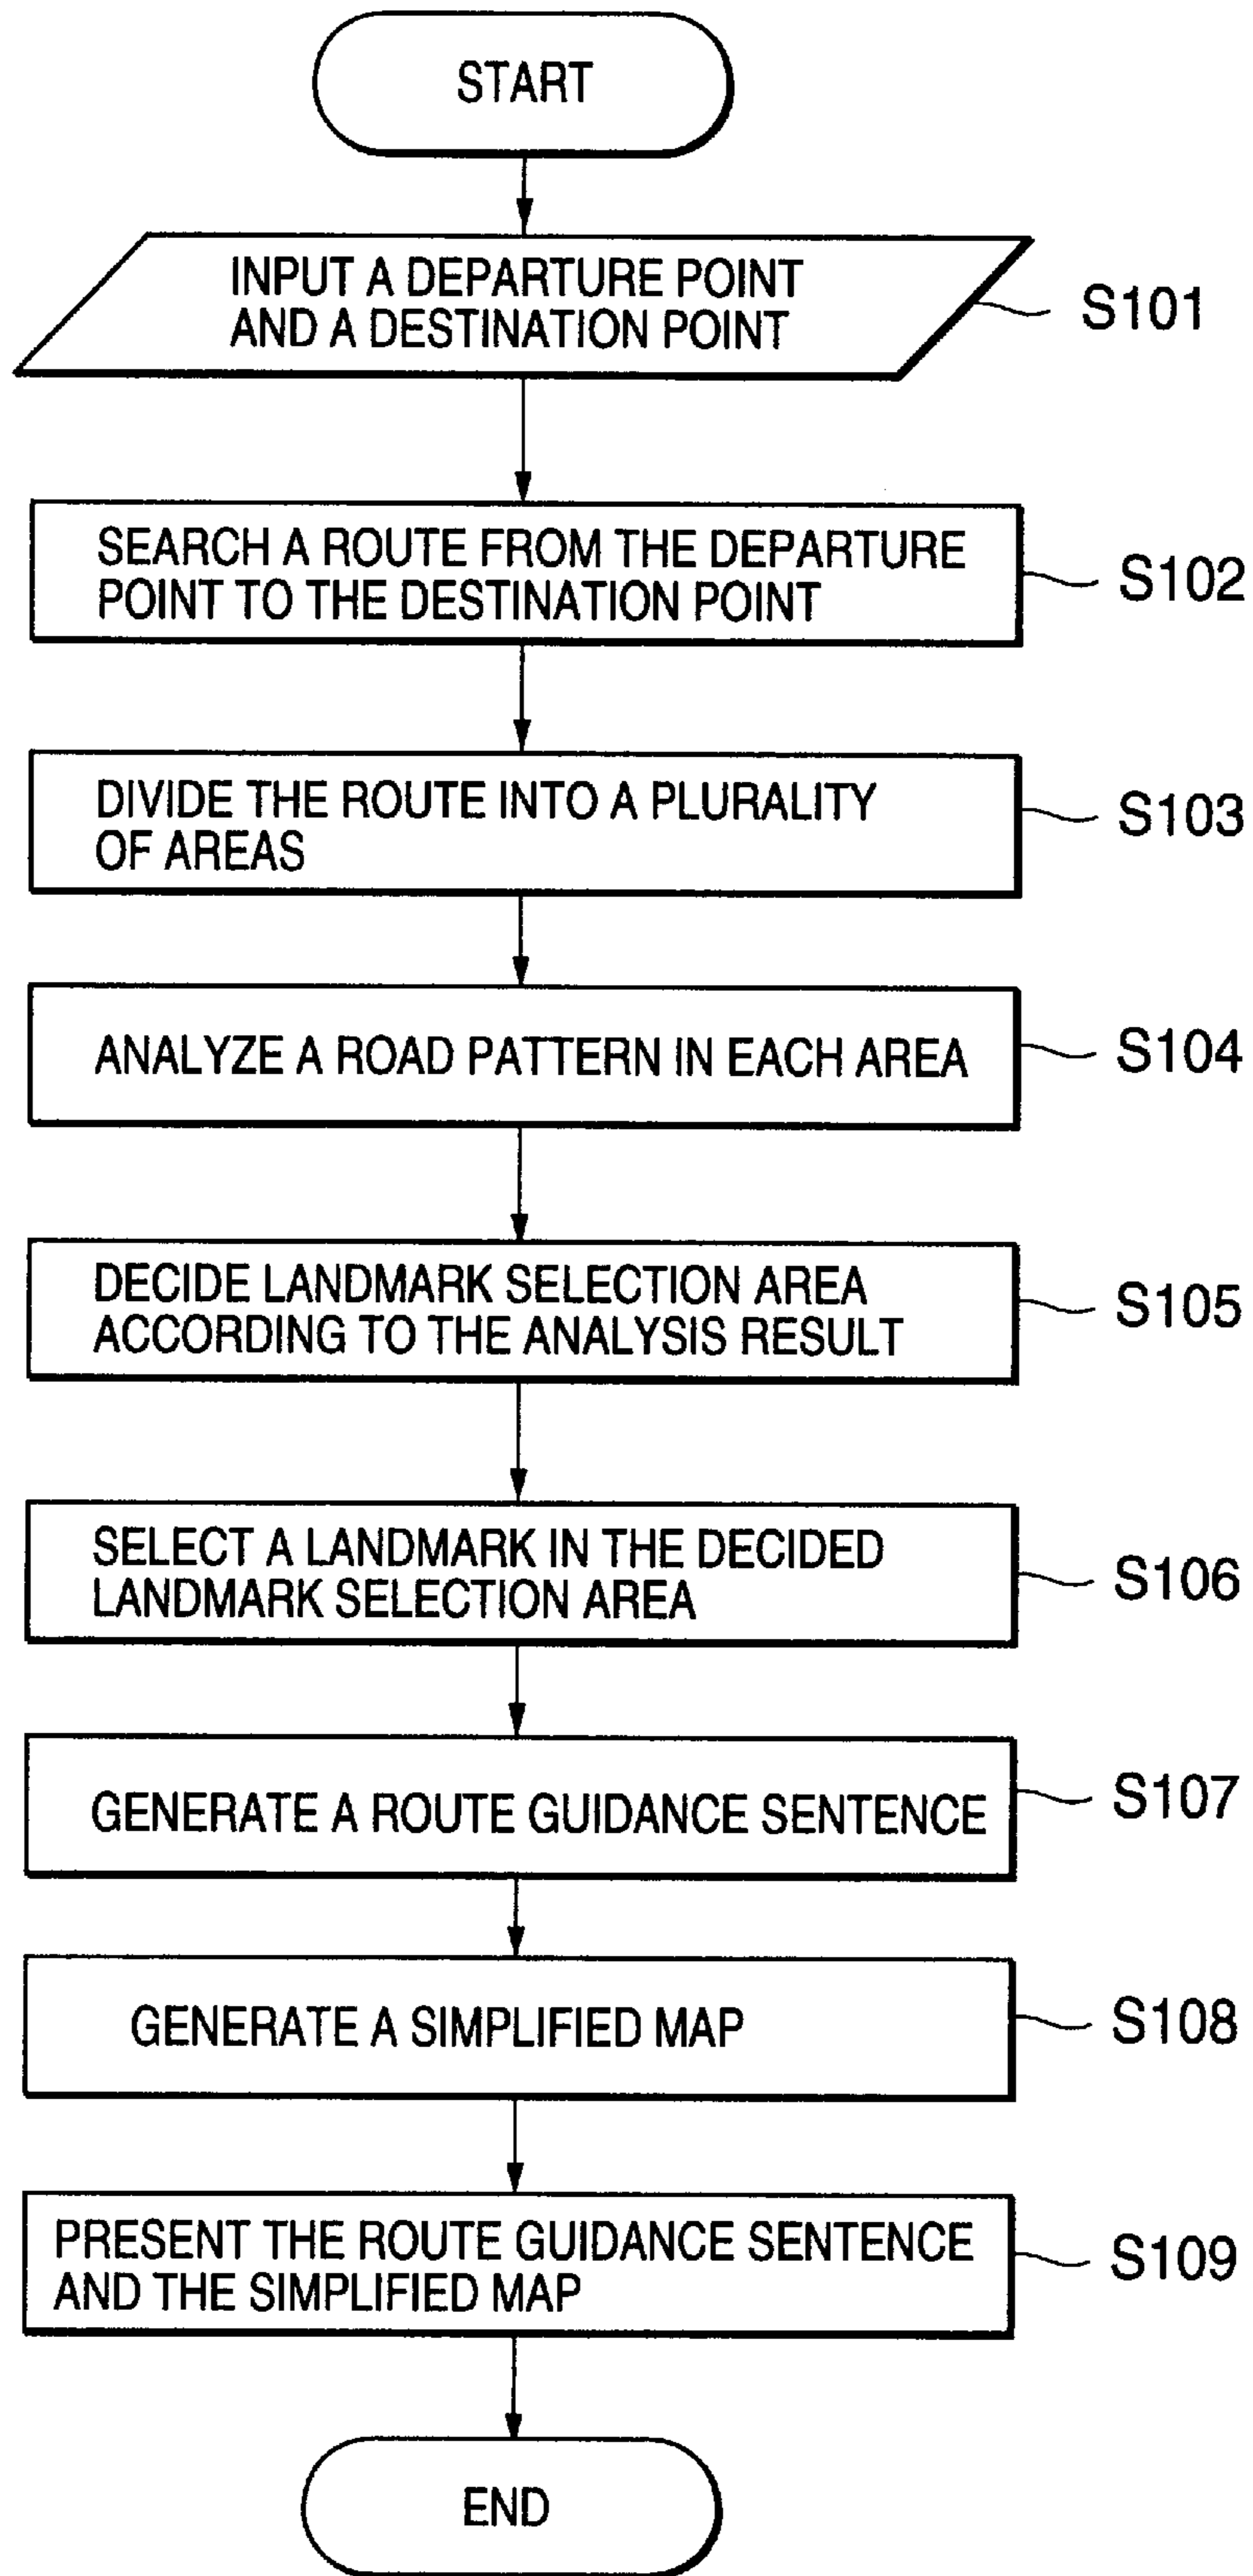 START
INPUT A DEPARTURE POINT
AND A DESTINATION POINT
S101
SEARCH A ROUTE FROM THE DEPARTURE
POINT TO THE DESTINATION POINT
S102
DIVIDE THE ROUTE INTO A PLURALITY
OF AREAS
S103
ANALYZE A ROAD PATTERN IN EACH AREA
S104
DECIDE LANDMARK SELECTION AREA
ACCORDING TO THE ANALYSIS RESULT
S105
SELECT A LANDMARK IN THE DECIDED
LANDMARK SELECTION AREA
S106
GENERATE A ROUTE GUIDANCE SENTENCE
S107
GENERATE A SIMPLIFIED MAP
S108
PRESENT THE ROUTE GUIDANCE SENTENCE
AND THE SIMPLIFIED MAP
S109
END